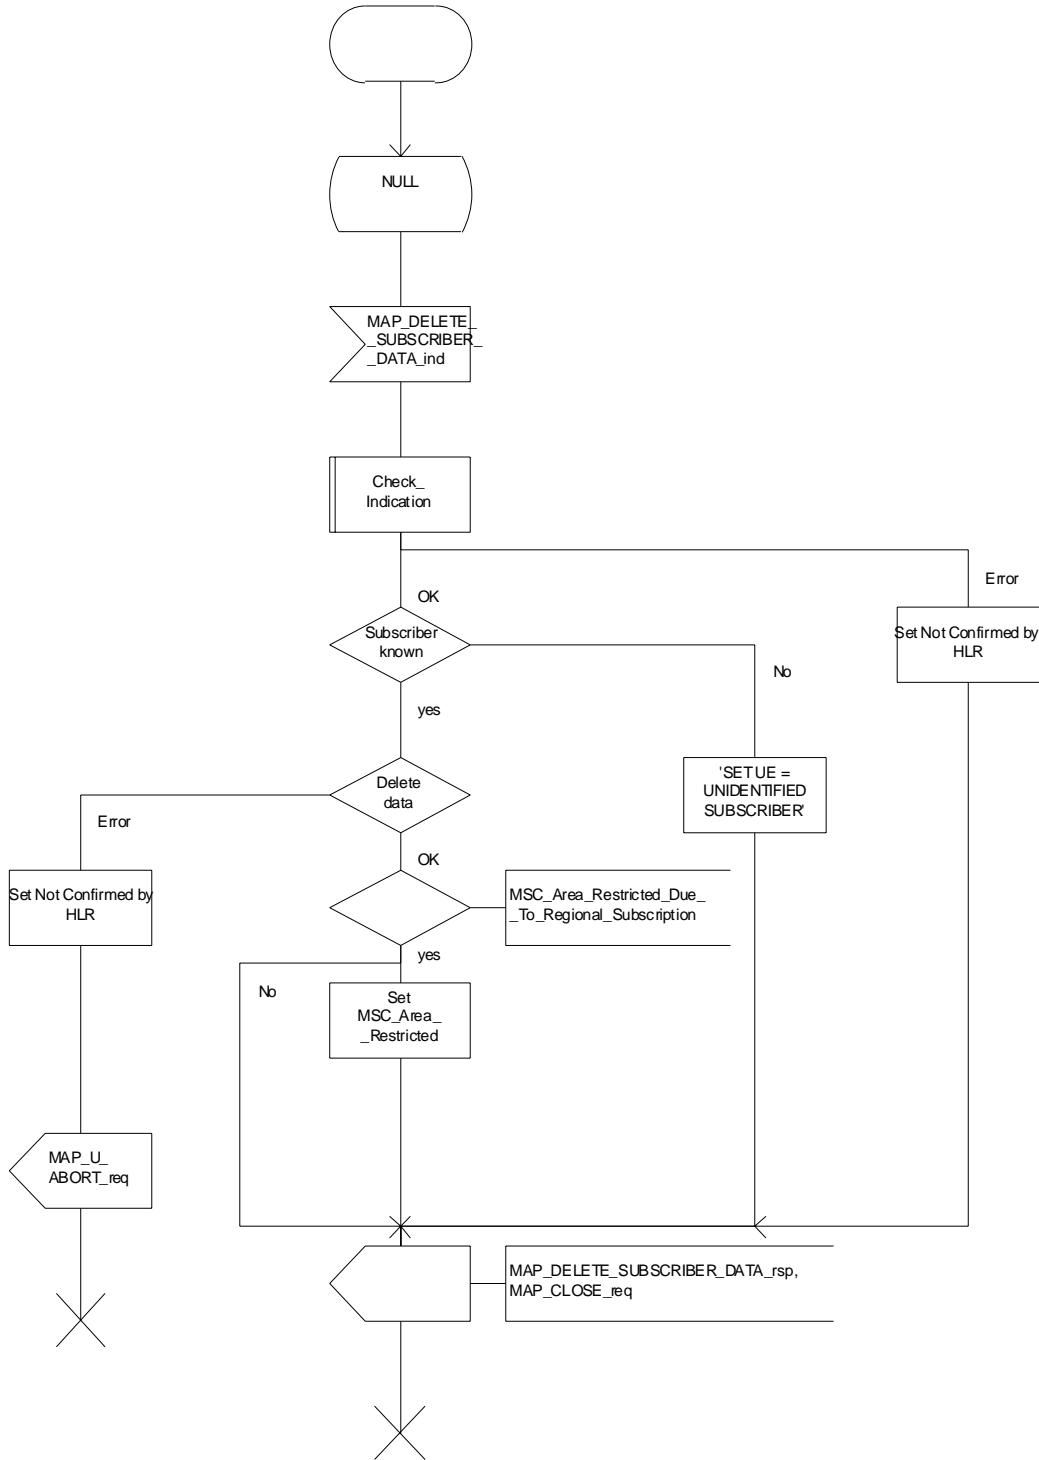 NULL
MAP_DELETE_
_SUBSCRIBER_
_DATA_ind
Check_
Indication
Error
OK
Subscriber
known
Set Not Confirmed by
HLR
No
yes
'SET UE =
UNIDENTIFIED
SUBSCRIBER'
Delete
data
Error
OK
Set Not Confirmed by
HLR
MSC_Area_Restricted_Due_
_To_Regional_Subscription
yes
No
Set
MSC_Area_
_Restricted
MAP_U_
ABORT_req
MAP_DELETE_SUBSCRIBER_DATA_rsp,
MAP_CLOSE_req